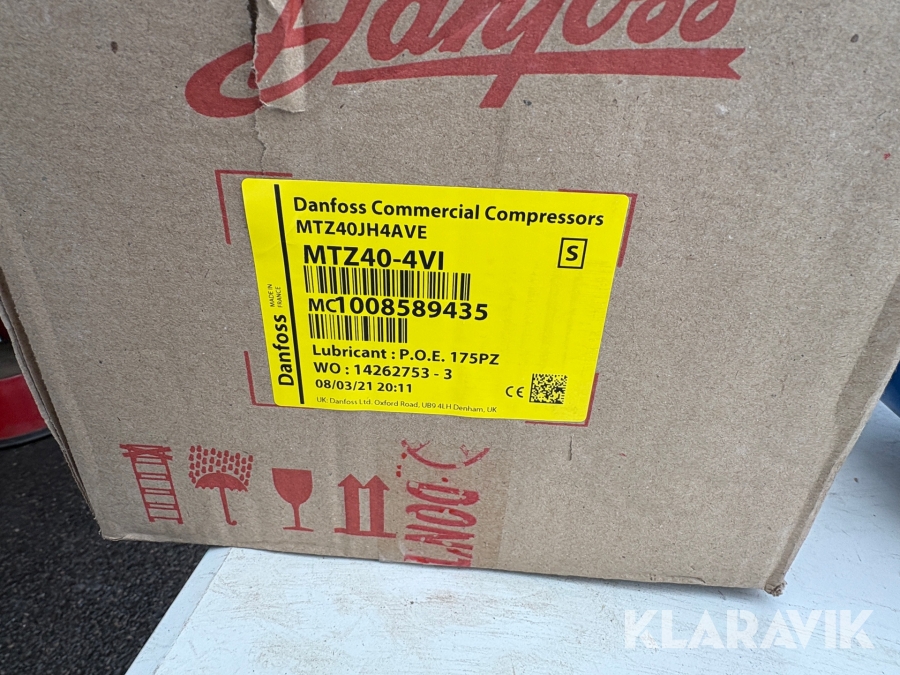 Danfoss
Danfoss Commercial Compressors
MTZ40JH4AVE
MTZ40-4VI
S
MC1008589435
Lubricant : P.O.E. 175PZ
WO : 14262753 - 3
08/03/21 20:11
CE
UK: Danfoss Ltd. Oxford Road, UB9 4LH Denham, UK
Danfoss
MADE IN
FRANCE
KLARAVIK